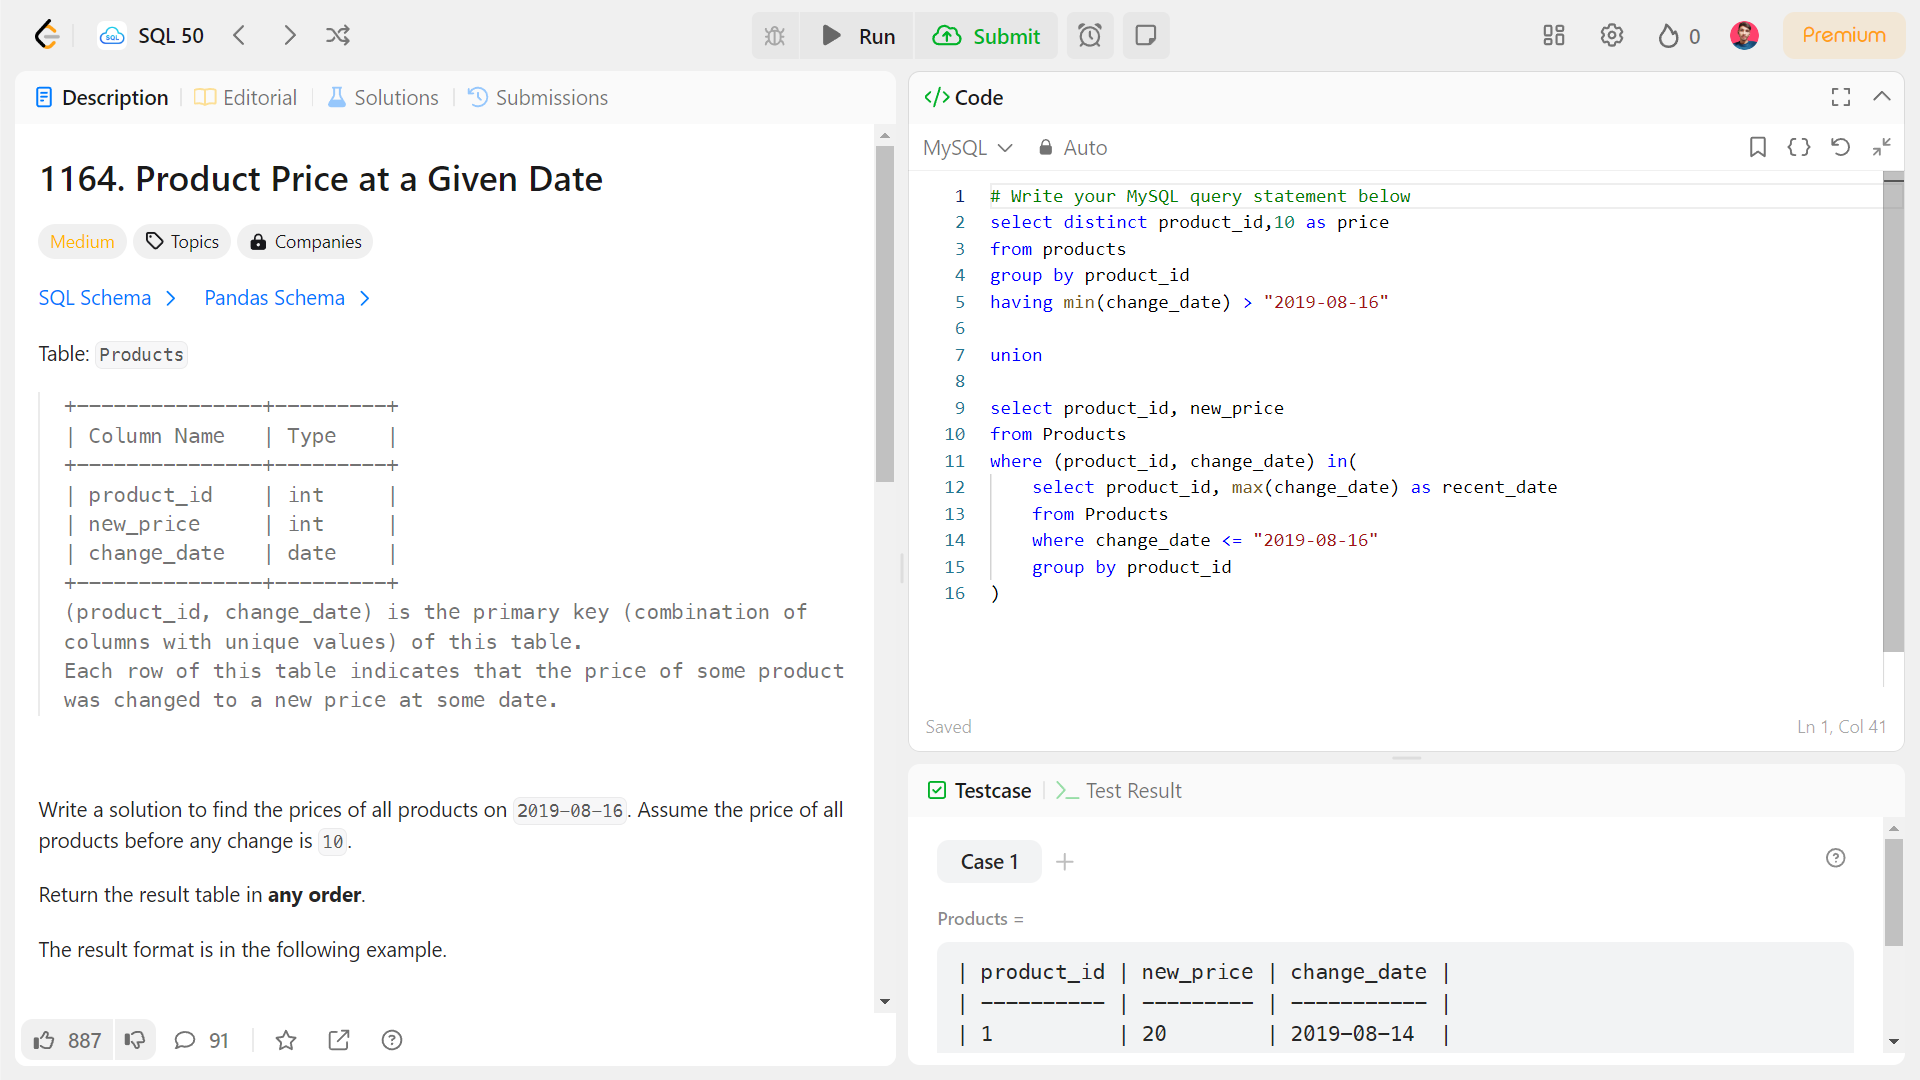 SQL 50
Run
Submit
0
Premium
Description
Editorial
Solutions
Submissions
1164. Product Price at a Given Date
Medium
Topics
Companies
SQL Schema
Pandas Schema
Table: Products
+---------------+---------+
| Column Name   | Type    |
+---------------+---------+
| product_id    | int     |
| new_price     | int     |
| change_date   | date    |
+---------------+---------+
(product_id, change_date) is the primary key (combination of
columns with unique values) of this table.
Each row of this table indicates that the price of some product
was changed to a new price at some date.
Write a solution to find the prices of all products on 2019-08-16. Assume the price of all
products before any change is 10.
Return the result table in any order.
The result format is in the following example.
887
91
</> Code
MySQL
Auto
1 # Write your MySQL query statement below
2 select distinct product_id,10 as price
3 from products
4 group by product_id
5 having min(change_date) > "2019-08-16"
6
7 union
8
9 select product_id, new_price
10 from Products
11 where (product_id, change_date) in(
12     select product_id, max(change_date) as recent_date
13     from Products
14     where change_date <= "2019-08-16"
15     group by product_id
16 )
Saved
Ln 1, Col 41
Testcase
Test Result
Case 1
Products =
| product_id | new_price | change_date |
| ---------- | --------- | ----------- |
| 1          | 20        | 2019-08-14  |